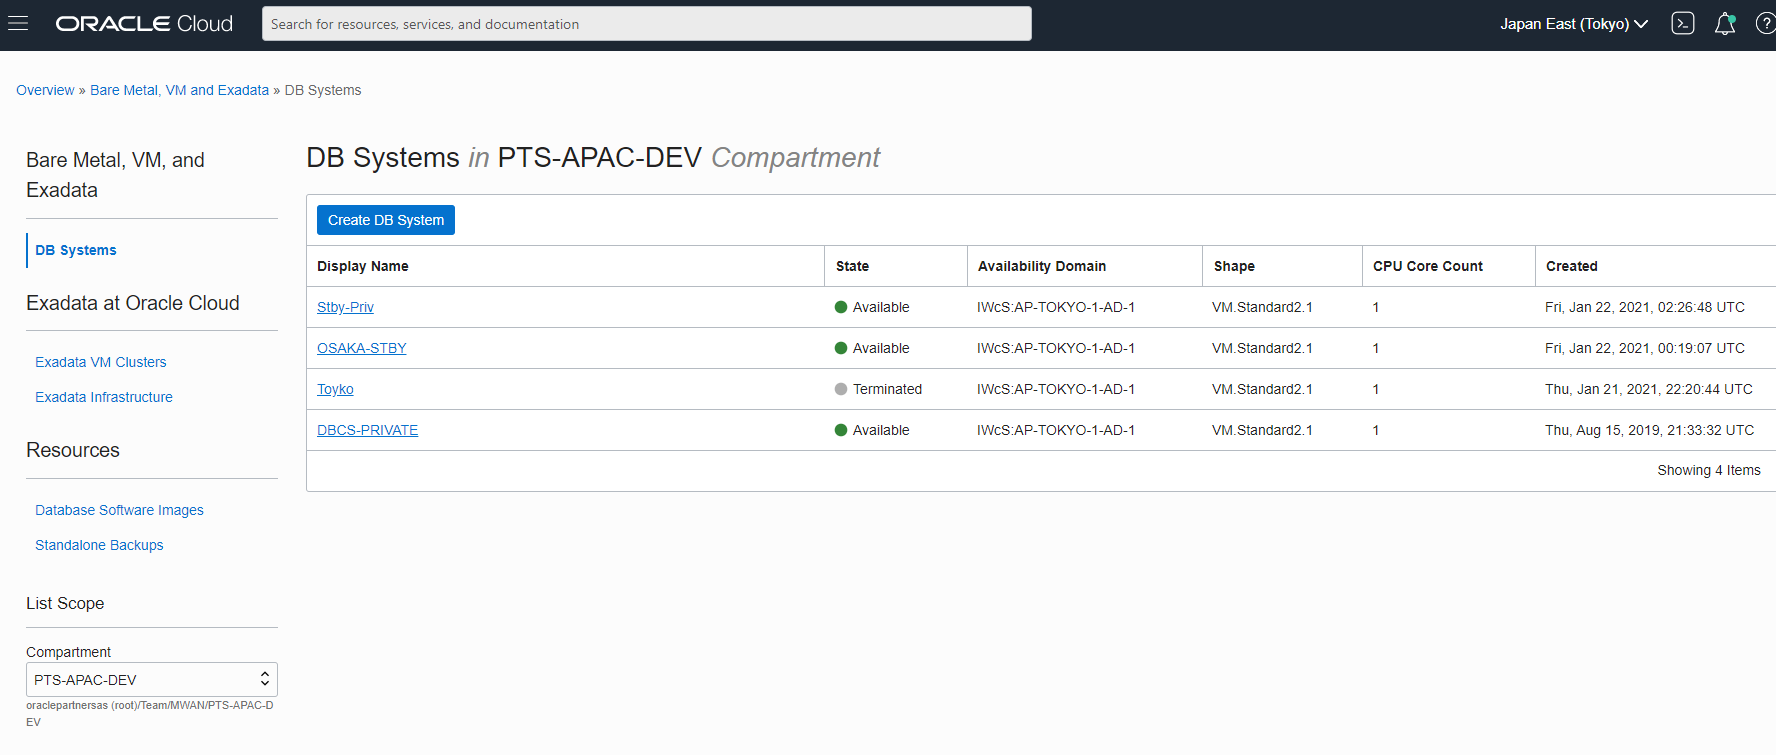 ORACLE Cloud
Search for resources, services, and documentation
Japan East (Tokyo)
Overview » Bare Metal, VM and Exadata » DB Systems
Bare Metal, VM, and
Exadata
DB Systems
Exadata at Oracle Cloud
Exadata VM Clusters
Exadata Infrastructure
Resources
Database Software Images
Standalone Backups
List Scope
Compartment
PTS-APAC-DEV
oraclepartnersas (root)/Team/MWAN/PTS-APAC-D
EV
DB Systems in PTS-APAC-DEV Compartment
Create DB System
Display Name State Availability Domain Shape CPU Core Count Created
Stby-Priv Available IWcS:AP-TOKYO-1-AD-1 VM.Standard2.1 1 Fri, Jan 22, 2021, 02:26:48 UTC
OSAKA-STBY Available IWcS:AP-TOKYO-1-AD-1 VM.Standard2.1 1 Fri, Jan 22, 2021, 00:19:07 UTC
Toyko Terminated IWcS:AP-TOKYO-1-AD-1 VM.Standard2.1 1 Thu, Jan 21, 2021, 22:20:44 UTC
DBCS-PRIVATE Available IWcS:AP-TOKYO-1-AD-1 VM.Standard2.1 1 Thu, Aug 15, 2019, 21:33:32 UTC
Showing 4 Items